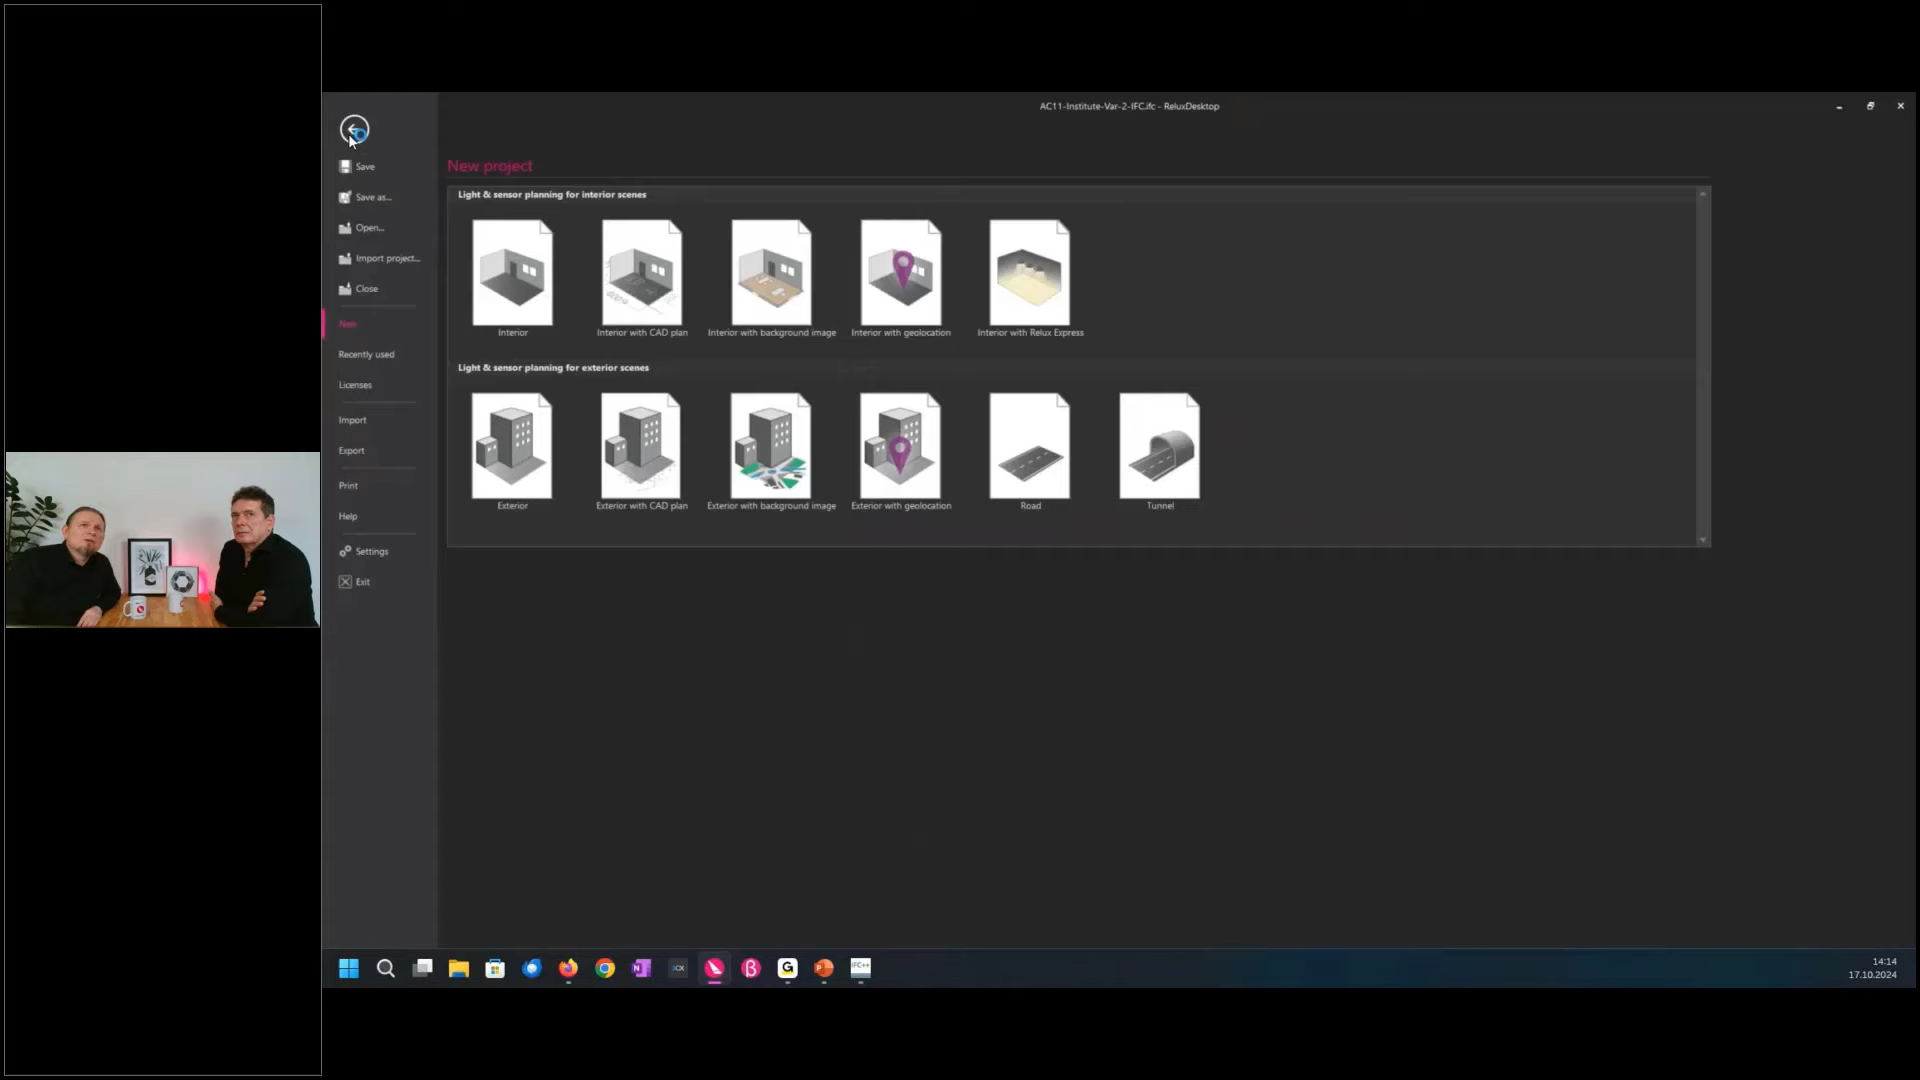 AC11-Institute-Var-2-IFC.ifc - ReluxDesktop
Save
Save as...
Open...
Import project...
Close
New
Recently used
Licenses
Import
Export
Print
Help
Settings
Exit
New project
Light & sensor planning for interior scenes
Interior
Interior with CAD plan
Interior with background image
Interior with geolocation
Interior with Relux Express
Light & sensor planning for exterior scenes
Exterior
Exterior with CAD plan
Exterior with background image
Exterior with geolocation
Road
Tunnel
N
3CX
β
G
P
IFC++
14:14
17.10.2024